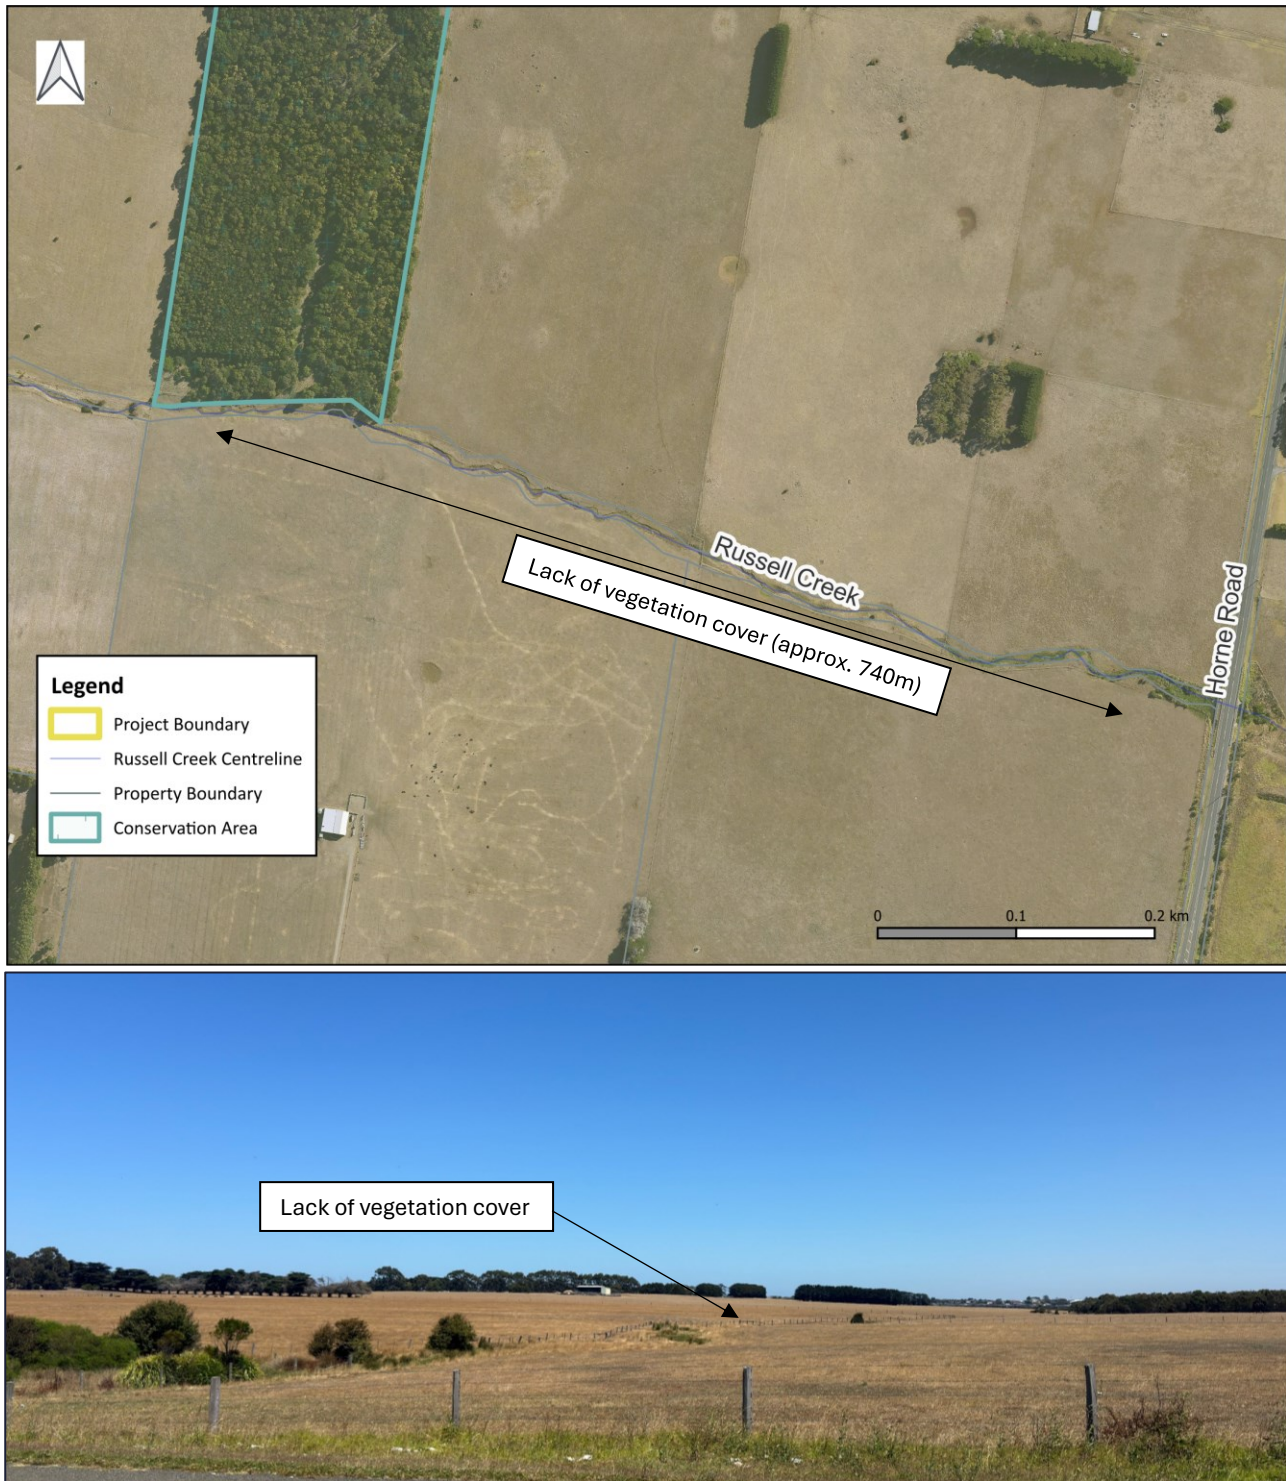 Russell Creek
Lack of vegetation cover (approx. 740m)
Horne Road
Legend
Project Boundary
Russell Creek Centreline
Property Boundary
Conservation Area
0 0.1 0.2 km
Lack of vegetation cover